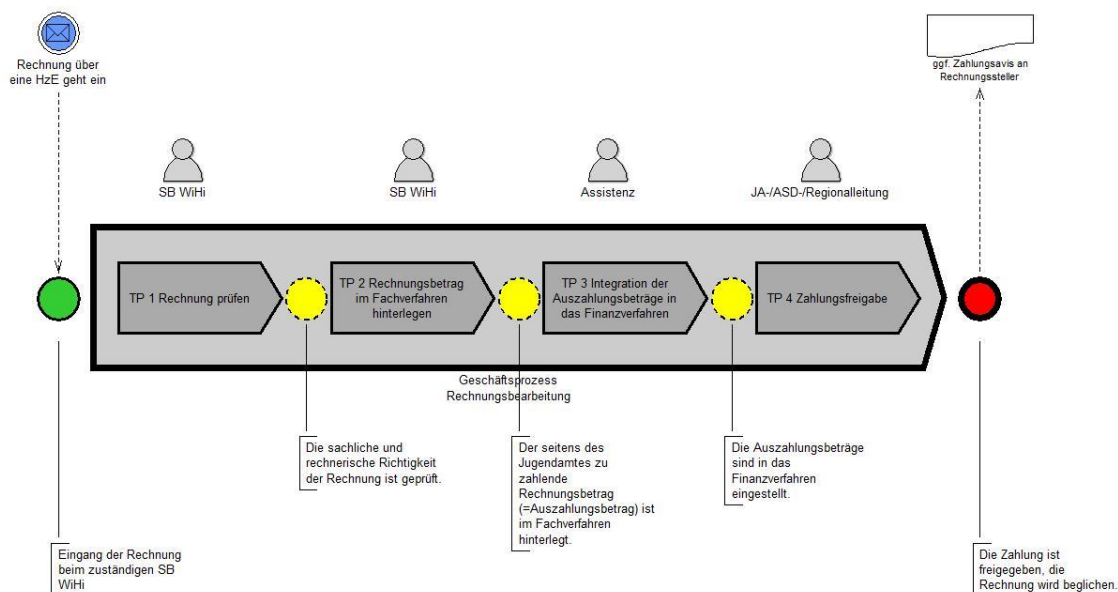 Rechnung über
eine HzE geht ein
ggf. Zahlungsavis an
Rechnungssteller
SB WiHi
SB WiHi
Assistenz
JA-/ASD-/Regionalleitung
TP 1 Rechnung prüfen
TP 2 Rechnungsbetrag
im Fachverfahren
hinterlegen
TP 3 Integration der
Auszahlungsbeträge in
das Finanzverfahren
TP 4 Zahlungsfreigabe
Geschäftsprozess
Rechnungsbearbeitung
Die sachliche und
rechnerische Richtigkeit
der Rechnung ist geprüft.
Der seitens des
Jugendamtes zu
zahlende
Rechnungsbetrag
(=Auszahlungsbetrag) ist
im Fachverfahren
hinterlegt.
Die Auszahlungsbeträge
sind in das
Finanzverfahren
eingestellt.
Eingang der Rechnung
beim zuständigen SB
WiHi
Die Zahlung ist
freigegeben, die
Rechnung wird beglichen.